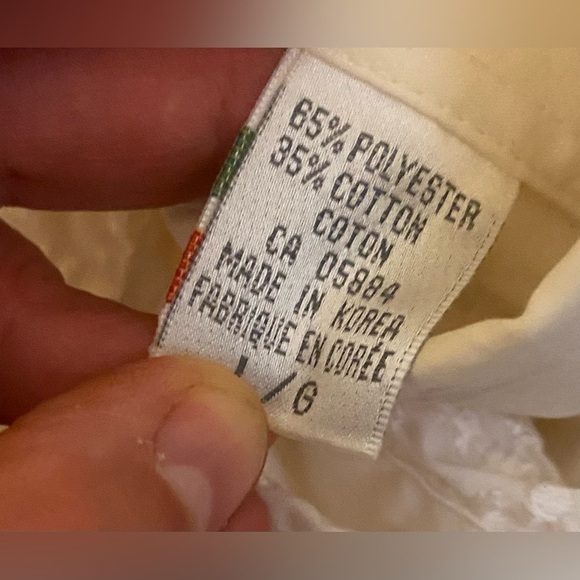 65% POLYESTER
35% COTTON
COTON
CA 05884
MADE IN KOREA
FABRIQUE EN CORÉE
L/G